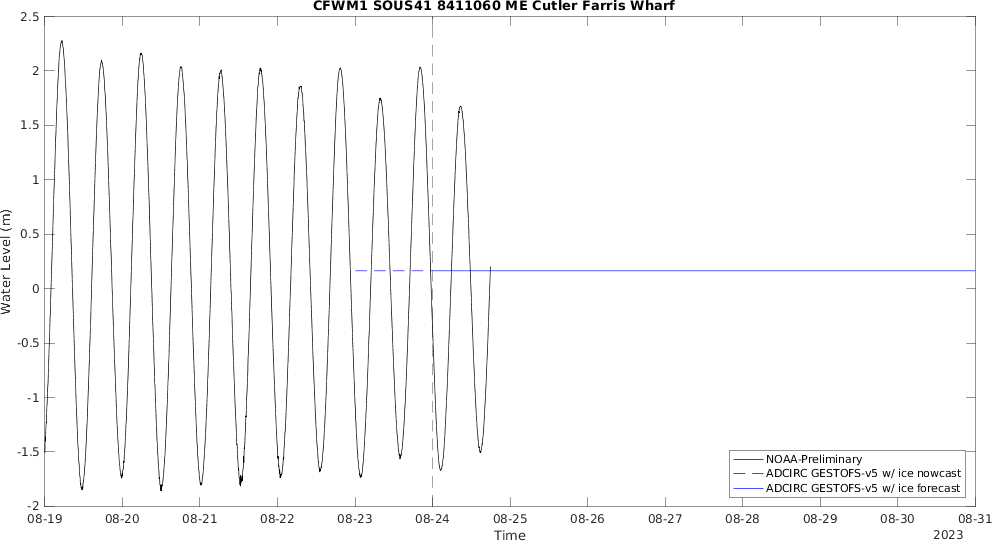 CFWM1 SOUS41 8411060 ME Cutler Farris Wharf
2.5
2
1.5
1
0.5
0
-0.5
-1
-1.5
-2
Water Level (m)
NOAA-Preliminary
ADCIRC GESTOFS-v5 w/ ice nowcast
ADCIRC GESTOFS-v5 w/ ice forecast
08-19 08-20 08-21 08-22 08-23 08-24 08-25 08-26 08-27 08-28 08-29 08-30 08-31
Time
2023